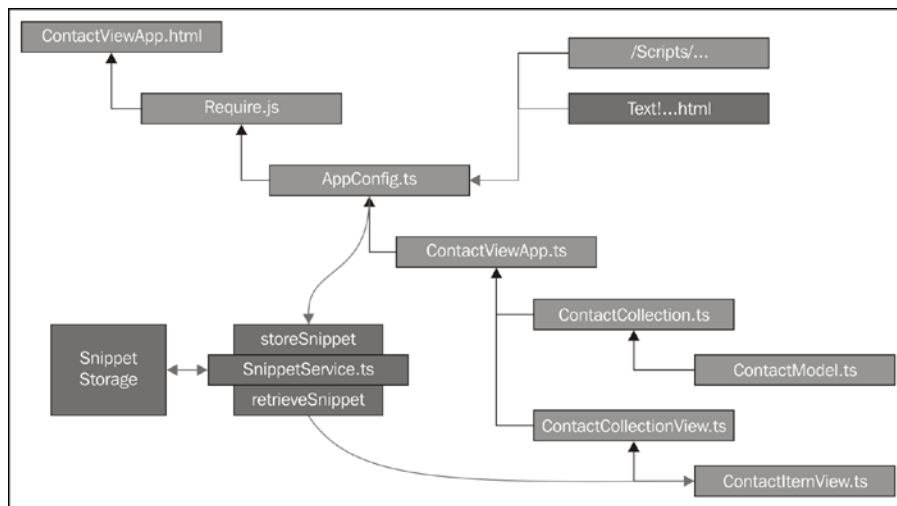 ContactViewApp.html
/Scripts/...
Require.js
Text!...html
AppConfig.ts
ContactViewApp.ts
ContactCollection.ts
storeSnippet
Snippet
Storage
SnippetService.ts
ContactModel.ts
retrieveSnippet
ContactCollectionView.ts
ContactItemView.ts